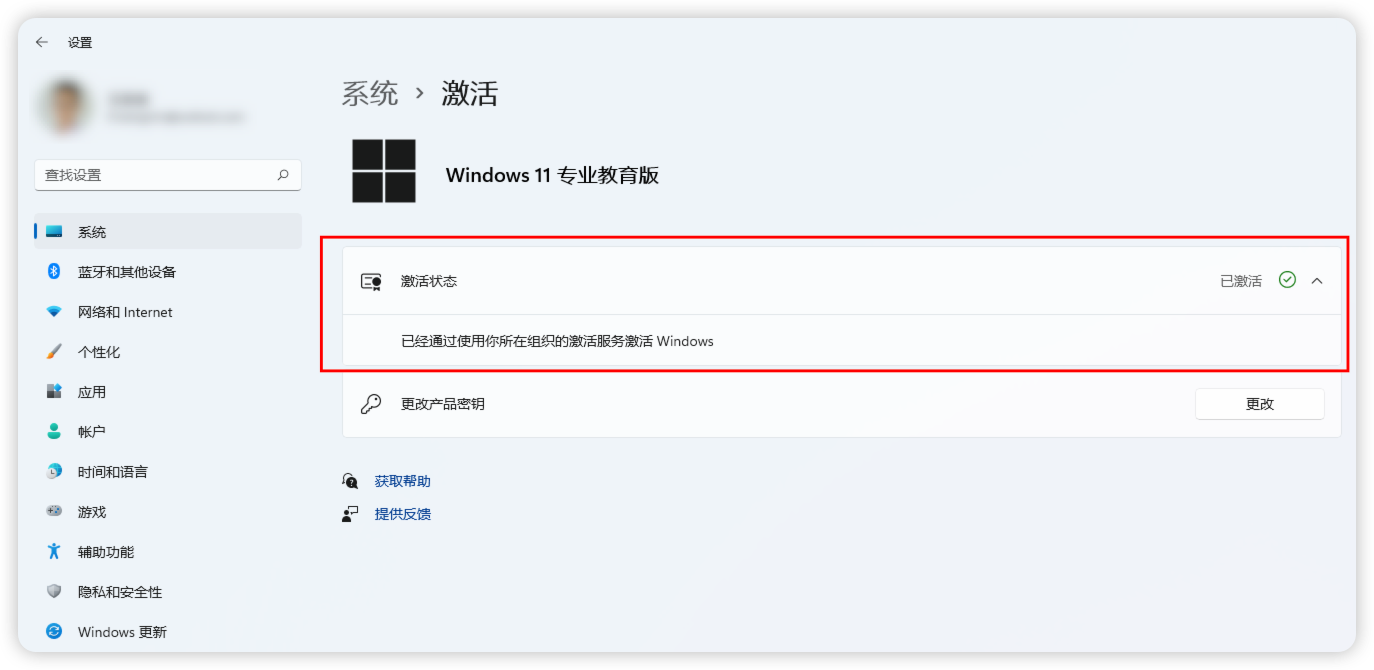 设置
系统 › 激活
Windows 11 专业教育版
查找设置
系统
蓝牙和其他设备
网络和 Internet
个性化
应用
帐户
时间和语言
游戏
辅助功能
隐私和安全性
Windows 更新
激活状态
已激活
已经通过使用你所在组织的激活服务激活 Windows
更改产品密钥
更改
获取帮助
提供反馈